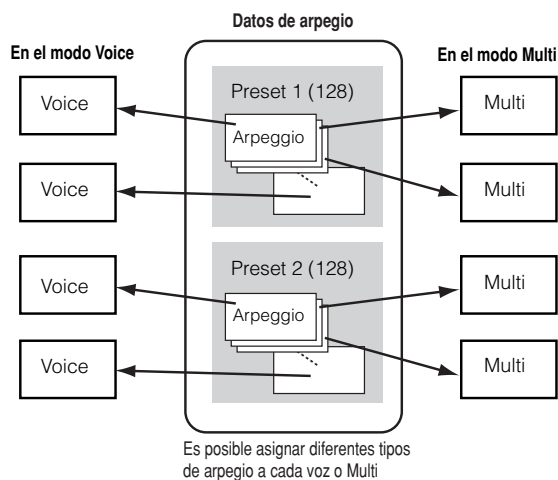 Datos de arpegio
En el modo Voice
En el modo Multi
Preset 1 (128)
Voice
Arpeggio
Multi
Voice
Multi
Preset 2 (128)
Voice
Arpeggio
Multi
Voice
Multi
Es posible asignar diferentes tipos
de arpegio a cada voz o Multi